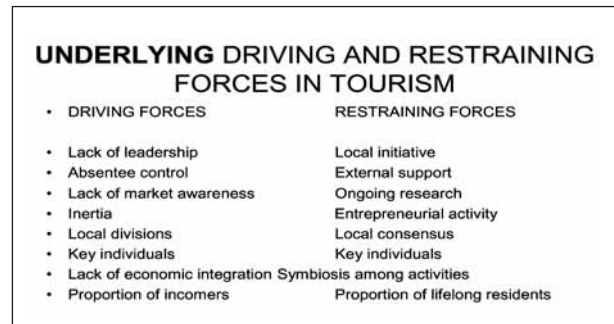 UNDERLYING DRIVING AND RESTRAINING
FORCES IN TOURISM
• DRIVING FORCES RESTRAINING FORCES
• Lack of leadership Local initiative
• Absentee control External support
• Lack of market awareness Ongoing research
• Inertia Entrepreneurial activity
• Local divisions Local consensus
• Key individuals Key individuals
• Lack of economic integration Symbiosis among activities
• Proportion of incomers Proportion of lifelong residents